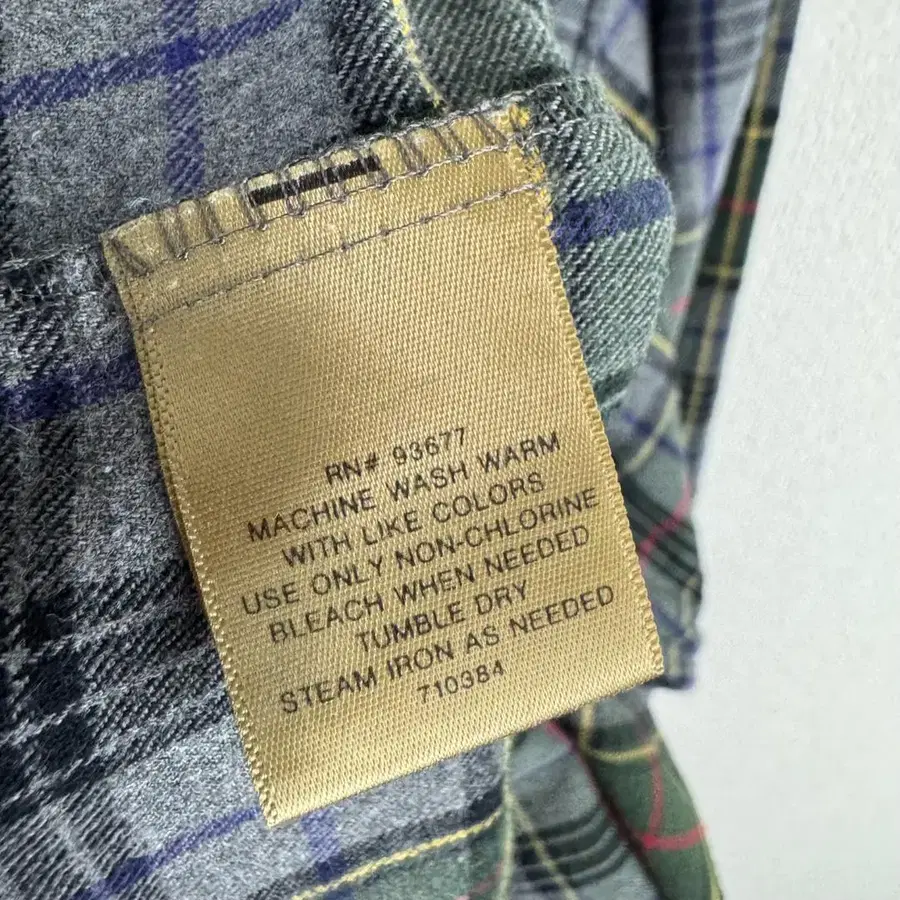 RN# 93677
MACHINE WASH WARM
WITH LIKE COLORS
USE ONLY NON-CHLORINE
BLEACH WHEN NEEDED
TUMBLE DRY
STEAM IRON AS NEEDED
710384